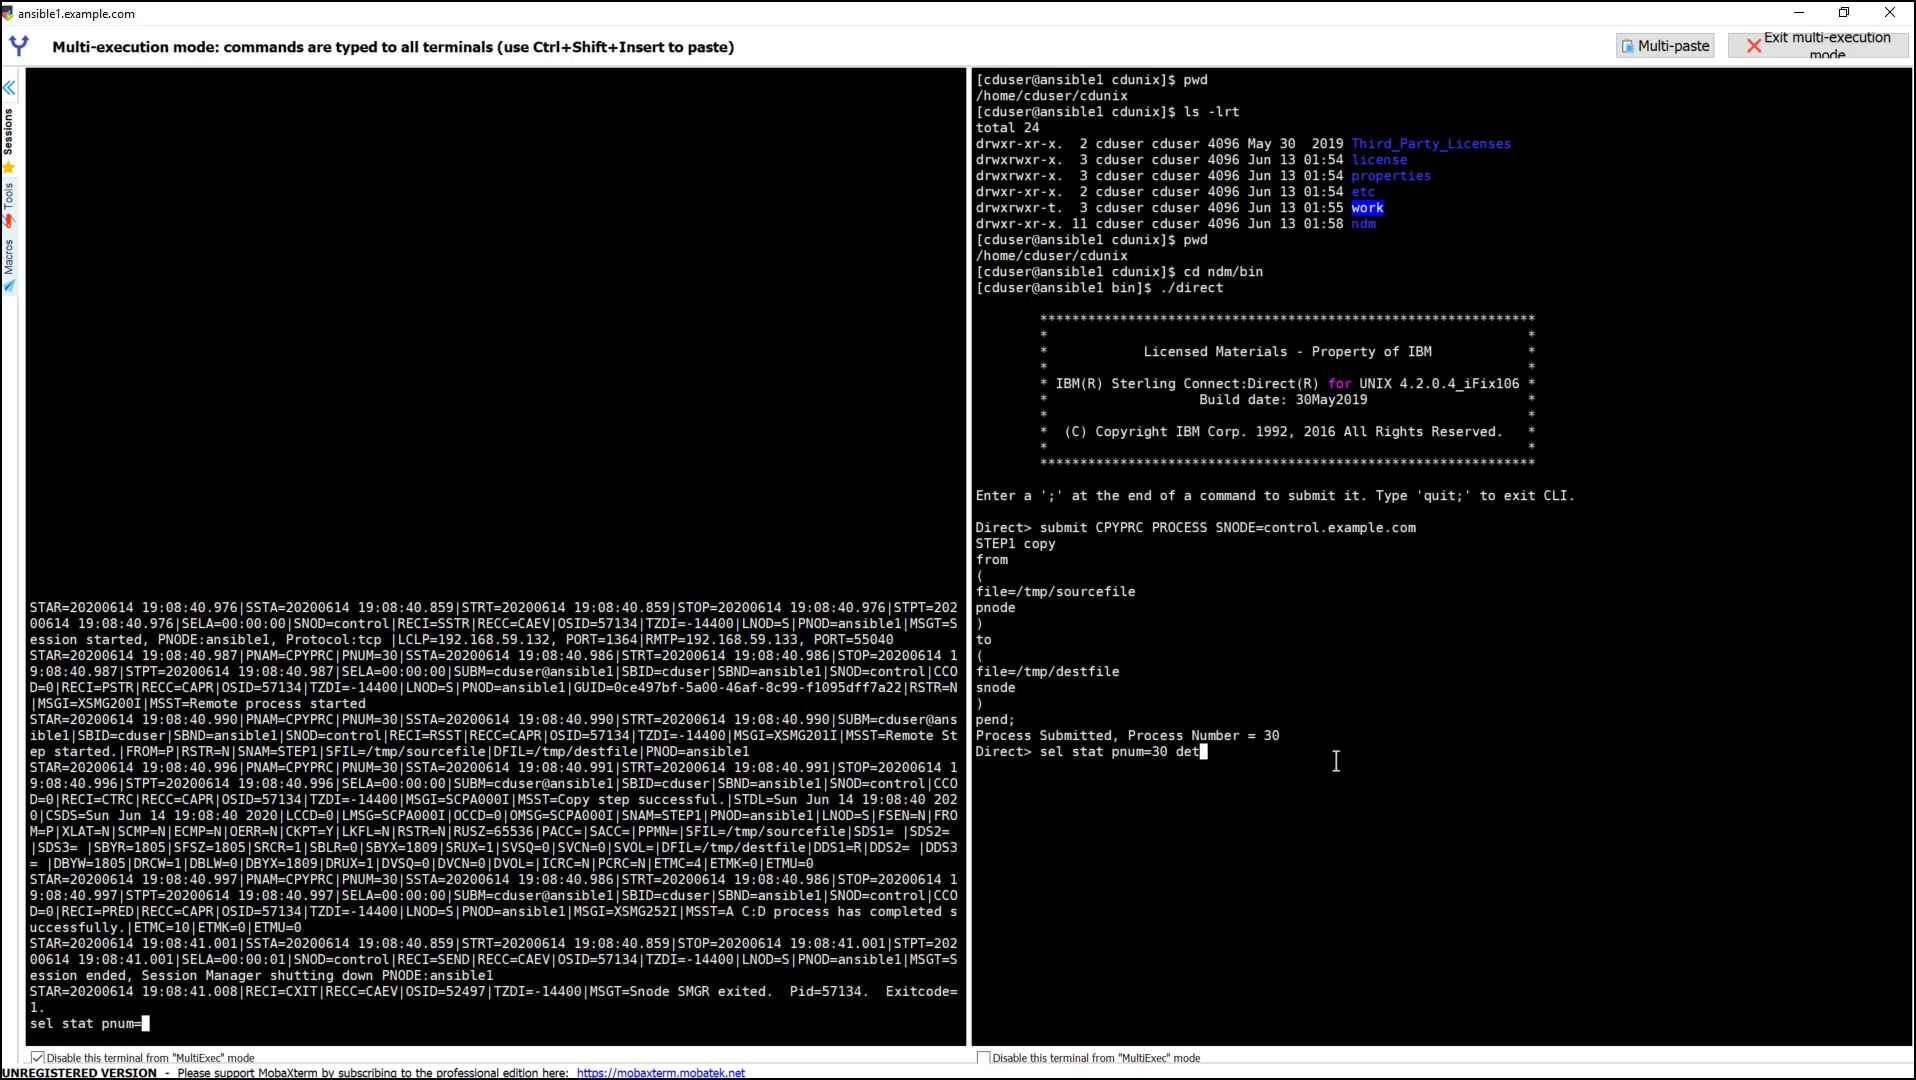 ansible1.example.com
Multi-execution mode: commands are typed to all terminals (use Ctrl+Shift+Insert to paste)
Multi-paste
Exit multi-execution
mode
Sessions
Tools
Macros
STAR=20200614 19:08:40.976|SSTA=20200614 19:08:40.859|STRT=20200614 19:08:40.859|STOP=20200614 19:08:40.976|STPT=202
00614 19:08:40.976|SELA=00:00:00|SNOD=control|RECI=SSTR|RECC=CAEV|OSID=57134|TZDI=-14400|LNOD=S|PNOD=ansible1|MSGT=S
ession started, PNODE:ansible1, Protocol:tcp |LCLP=192.168.59.132, PORT=1364|RMTP=192.168.59.133, PORT=55040
STAR=20200614 19:08:40.987|PNAM=CPYPRC|PNUM=30|SSTA=20200614 19:08:40.986|STRT=20200614 19:08:40.986|STOP=20200614 1
9:08:40.987|STPT=20200614 19:08:40.987|SELA=00:00:00|SUBM=cduser@ansible1|SBID=cduser|SBND=ansible1|SNOD=control|CCO
D=0|RECI=PSTR|RECC=CAPR|OSID=57134|TZDI=-14400|LNOD=S|PNOD=ansible1|GUID=0ce497bf-5a00-46af-8c99-f1095dff7a22|RSTR=N
|MSGI=XSMG200I|MSST=Remote process started
STAR=20200614 19:08:40.990|PNAM=CPYPRC|PNUM=30|SSTA=20200614 19:08:40.990|STRT=20200614 19:08:40.990|SUBM=cduser@ans
ible1|SBID=cduser|SBND=ansible1|SNOD=control|RECI=RSST|RECC=CAPR|OSID=57134|TZDI=-14400|MSGI=XSMG201I|MSST=Remote St
ep started.|FROM=P|RSTR=N|SNAM=STEP1|SFIL=/tmp/sourcefile|DFIL=/tmp/destfile|PNOD=ansible1
STAR=20200614 19:08:40.996|PNAM=CPYPRC|PNUM=30|SSTA=20200614 19:08:40.991|STRT=20200614 19:08:40.991|STOP=20200614 1
9:08:40.996|STPT=20200614 19:08:40.996|SELA=00:00:00|SUBM=cduser@ansible1|SBID=cduser|SBND=ansible1|SNOD=control|CCO
D=0|RECI=CTRC|RECC=CAPR|OSID=57134|TZDI=-14400|MSGI=SCPA000I|MSST=Copy step successful.|STDL=Sun Jun 14 19:08:40 202
0|CSDS=Sun Jun 14 19:08:40 2020|LCCD=0|LMSG=SCPA000I|OCCD=0|OMSG=SCPA000I|SNAM=STEP1|PNOD=ansible1|LNOD=S|FSEN=N|FRO
M=P|XLAT=N|SCMP=N|ECMP=N|OERR=N|CKPT=Y|LKFL=N|RSTR=N|RUSZ=65536|PACC=|SACC=|PPMN=|SFIL=/tmp/sourcefile|SDS1= |SDS2=
|SDS3= |SBYR=1805|SFSZ=1805|SRCR=1|SBLR=0|SBYX=1809|SRUX=1|SVSQ=0|SVCN=0|SVOL=|DFIL=/tmp/destfile|DDS1=R|DDS2= |DDS3
= |DBYW=1805|DRCW=1|DBLW=0|DBYX=1809|DRUX=1|DVSQ=0|DVCN=0|DVOL=|ICRC=N|PCRC=N|ETMC=4|ETMK=0|ETMU=0
STAR=20200614 19:08:40.997|PNAM=CPYPRC|PNUM=30|SSTA=20200614 19:08:40.986|STRT=20200614 19:08:40.986|STOP=20200614 1
9:08:40.997|STPT=20200614 19:08:40.997|SELA=00:00:00|SUBM=cduser@ansible1|SBID=cduser|SBND=ansible1|SNOD=control|CCO
D=0|RECI=PRED|RECC=CAPR|OSID=57134|TZDI=-14400|LNOD=S|PNOD=ansible1|MSGI=XSMG252I|MSST=A C:D process has completed s
uccessfully.|ETMC=10|ETMK=0|ETMU=0
STAR=20200614 19:08:41.001|SSTA=20200614 19:08:40.859|STRT=20200614 19:08:40.859|STOP=20200614 19:08:41.001|STPT=202
00614 19:08:41.001|SELA=00:00:01|SNOD=control|RECI=SEND|RECC=CAEV|OSID=57134|TZDI=-14400|LNOD=S|PNOD=ansible1|MSGT=S
ession ended, Session Manager shutting down PNODE:ansible1
STAR=20200614 19:08:41.008|RECI=CXIT|RECC=CAEV|OSID=52497|TZDI=-14400|MSGT=Snode SMGR exited.  Pid=57134.  Exitcode=
1.
sel stat pnum=
Disable this terminal from "MultiExec" mode
[cduser@ansible1 cdunix]$ pwd
/home/cduser/cdunix
[cduser@ansible1 cdunix]$ ls -lrt
total 24
drwxr-xr-x.  2 cduser cduser 4096 May 30  2019 Third_Party_Licenses
drwxrwxr-x.  3 cduser cduser 4096 Jun 13 01:54 license
drwxrwxr-x.  3 cduser cduser 4096 Jun 13 01:54 properties
drwxr-xr-x.  2 cduser cduser 4096 Jun 13 01:54 etc
drwxrwxr-t.  3 cduser cduser 4096 Jun 13 01:55 work
drwxr-xr-x. 11 cduser cduser 4096 Jun 13 01:58 ndm
[cduser@ansible1 cdunix]$ pwd
/home/cduser/cdunix
[cduser@ansible1 cdunix]$ cd ndm/bin
[cduser@ansible1 bin]$ ./direct
**************************************************************
*                                                            *
*            Licensed Materials - Property of IBM            *
*                                                            *
* IBM(R) Sterling Connect:Direct(R) for UNIX 4.2.0.4_iFix106 *
*                   Build date: 30May2019                    *
*                                                            *
*  (C) Copyright IBM Corp. 1992, 2016 All Rights Reserved.   *
*                                                            *
**************************************************************
Enter a ';' at the end of a command to submit it. Type 'quit;' to exit CLI.
Direct> submit CPYPRC PROCESS SNODE=control.example.com
STEP1 copy
from
(
file=/tmp/sourcefile
pnode
)
to
(
file=/tmp/destfile
snode
)
pend;
Process Submitted, Process Number = 30
Direct> sel stat pnum=30 det
Disable this terminal from "MultiExec" mode
UNREGISTERED VERSION  -  Please support MobaXterm by subscribing to the professional edition here:  https://mobaxterm.mobatek.net